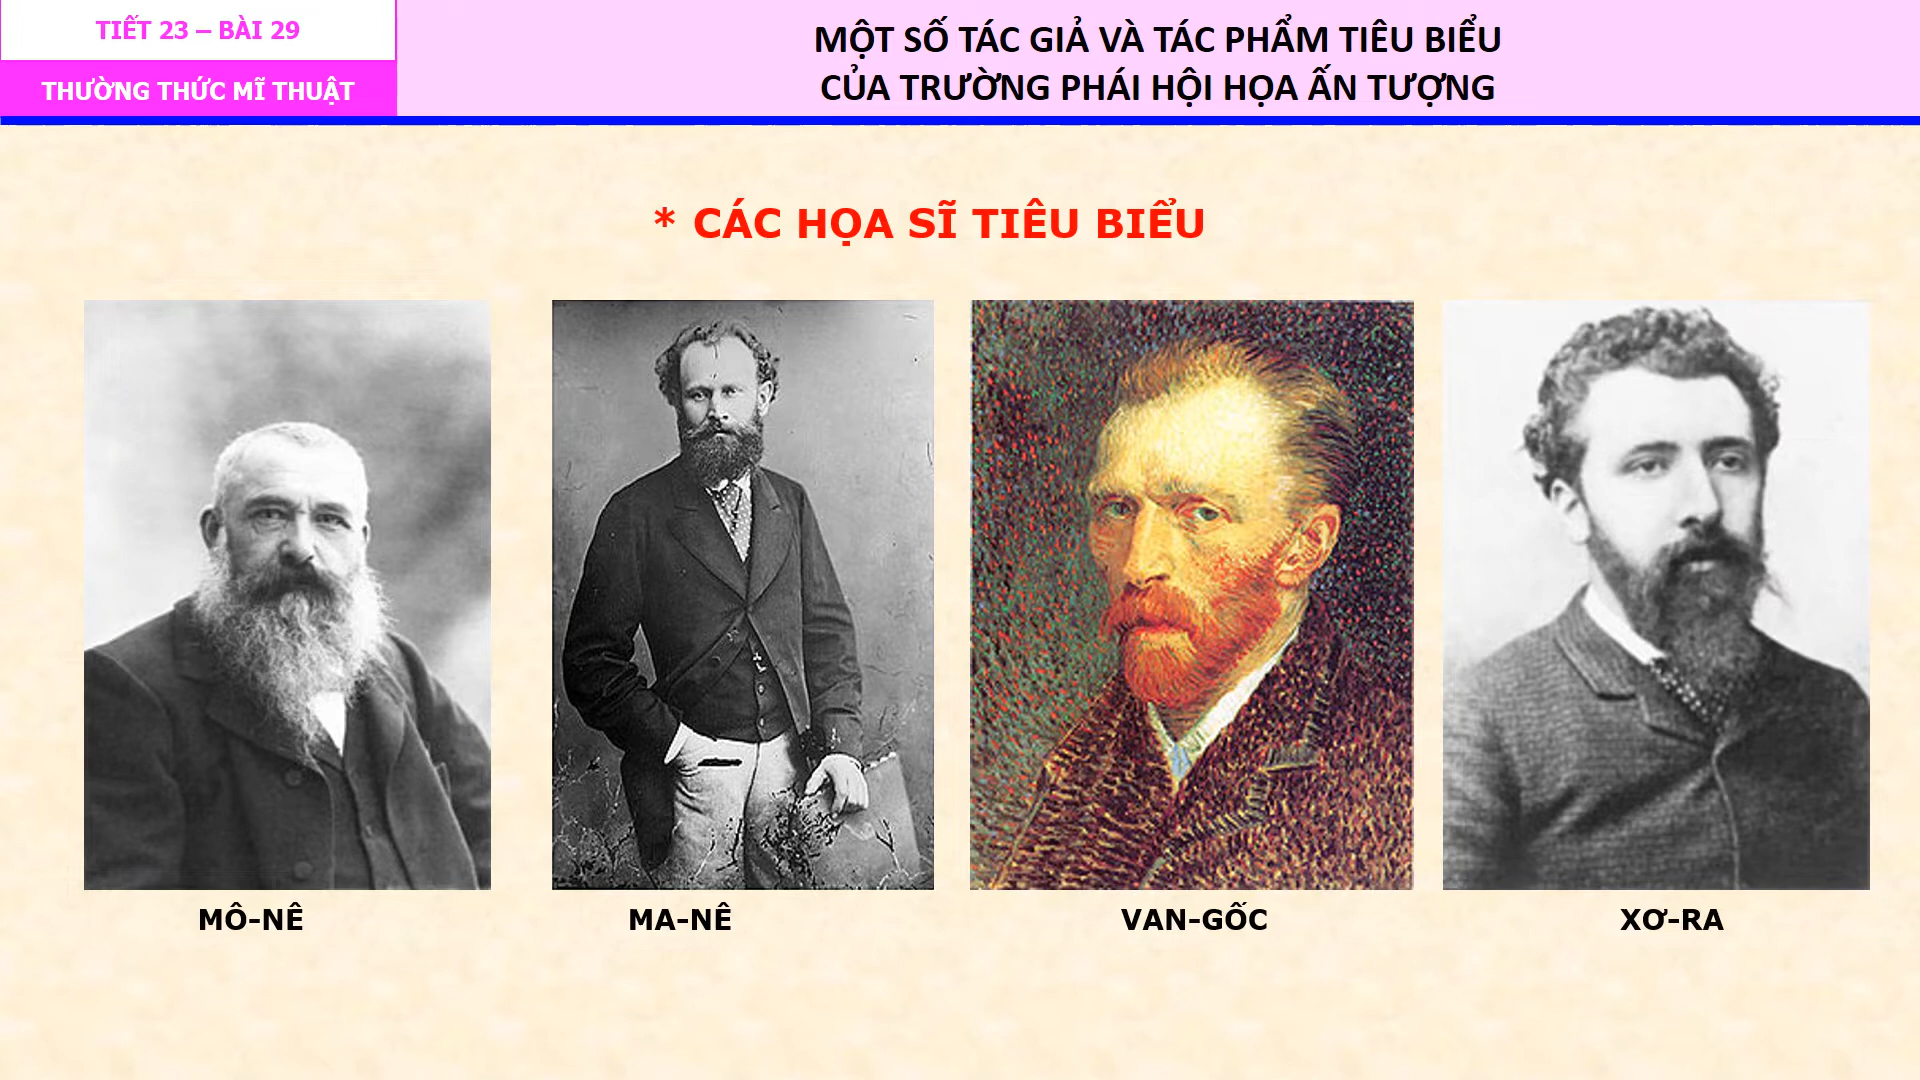 TIẾT 23 – BÀI 29
THƯỜNG THỨC MĨ THUẬT
MỘT SỐ TÁC GIẢ VÀ TÁC PHẨM TIÊU BIỂU
CỦA TRƯỜNG PHÁI HỘI HỌA ẤN TƯỢNG
* CÁC HỌA SĨ TIÊU BIỂU
MÔ-NÊ
MA-NÊ
VAN-GỐC
XƠ-RA